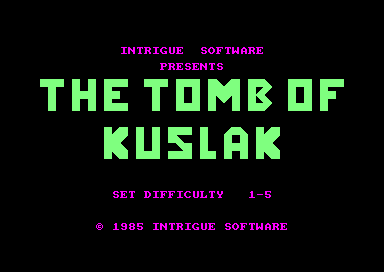 INTRIGUE SOFTWARE
PRESENTS
THE TOMB OF
KUSLAK
SET DIFFICULTY 1-5
© 1985 INTRIGUE SOFTWARE